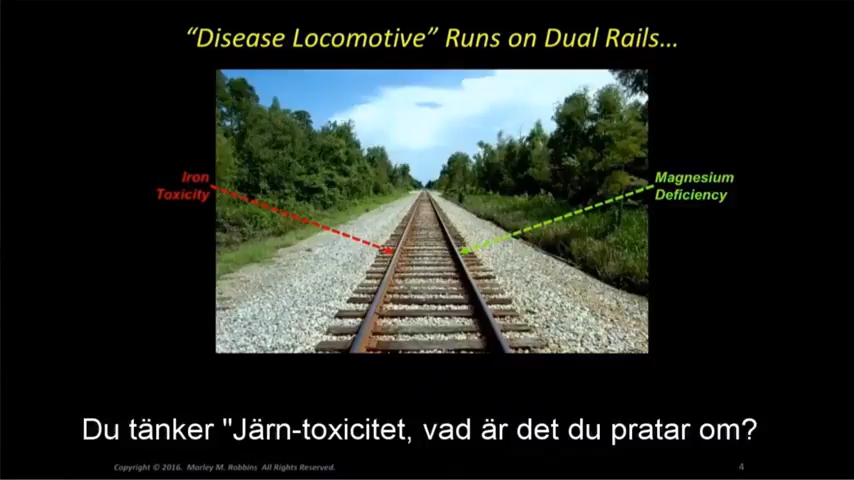 “Disease Locomotive” Runs on Dual Rails…
Iron
Toxicity
Magnesium
Deficiency
Du tänker "Järn-toxicitet, vad är det du pratar om?
Copyright © 2016. Morley M. Robbins All Rights Reserved.
4